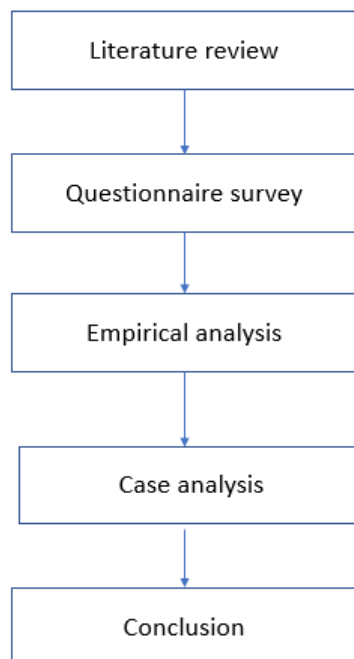 Literature review
Questionnaire survey
Empirical analysis
Case analysis
Conclusion